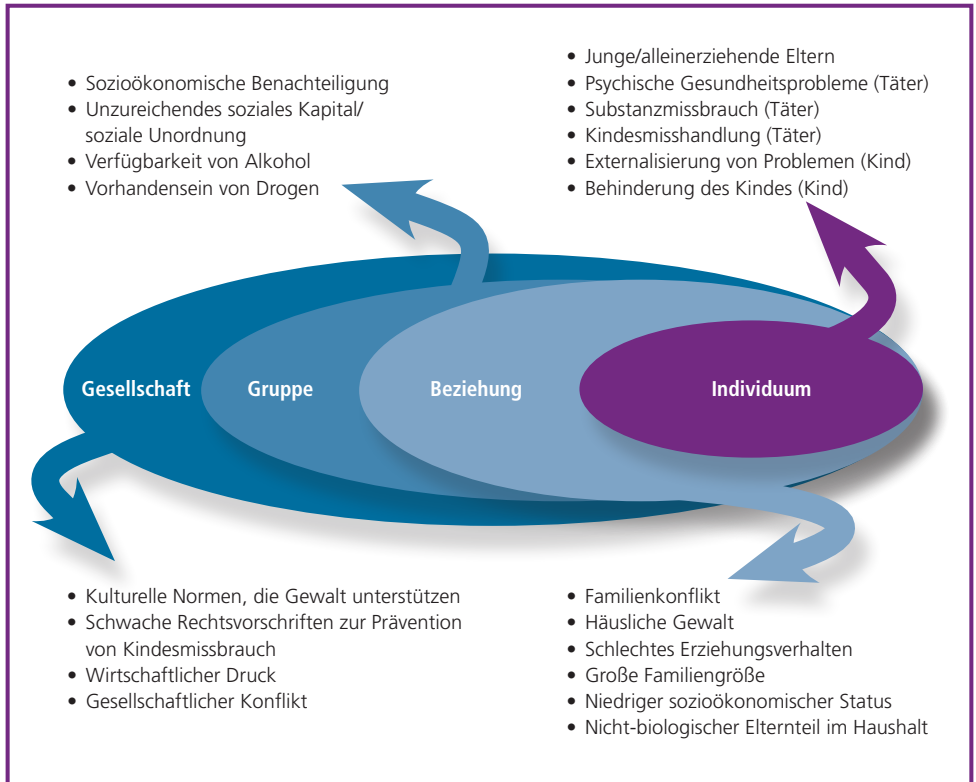 • Sozioökonomische Benachteiligung
• Unzureichendes soziales Kapital/
soziale Unordnung
• Verfügbarkeit von Alkohol
• Vorhandensein von Drogen
• Junge/alleinerziehende Eltern
• Psychische Gesundheitsprobleme (Täter)
• Substanzmissbrauch (Täter)
• Kindesmisshandlung (Täter)
• Externalisierung von Problemen (Kind)
• Behinderung des Kindes (Kind)
Gesellschaft
Gruppe
Beziehung
Individuum
• Kulturelle Normen, die Gewalt unterstützen
• Schwache Rechtsvorschriften zur Prävention
von Kindesmissbrauch
• Wirtschaftlicher Druck
• Gesellschaftlicher Konflikt
• Familienkonflikt
• Häusliche Gewalt
• Schlechtes Erziehungsverhalten
• Große Familiengröße
• Niedriger sozioökonomischer Status
• Nicht-biologischer Elternteil im Haushalt